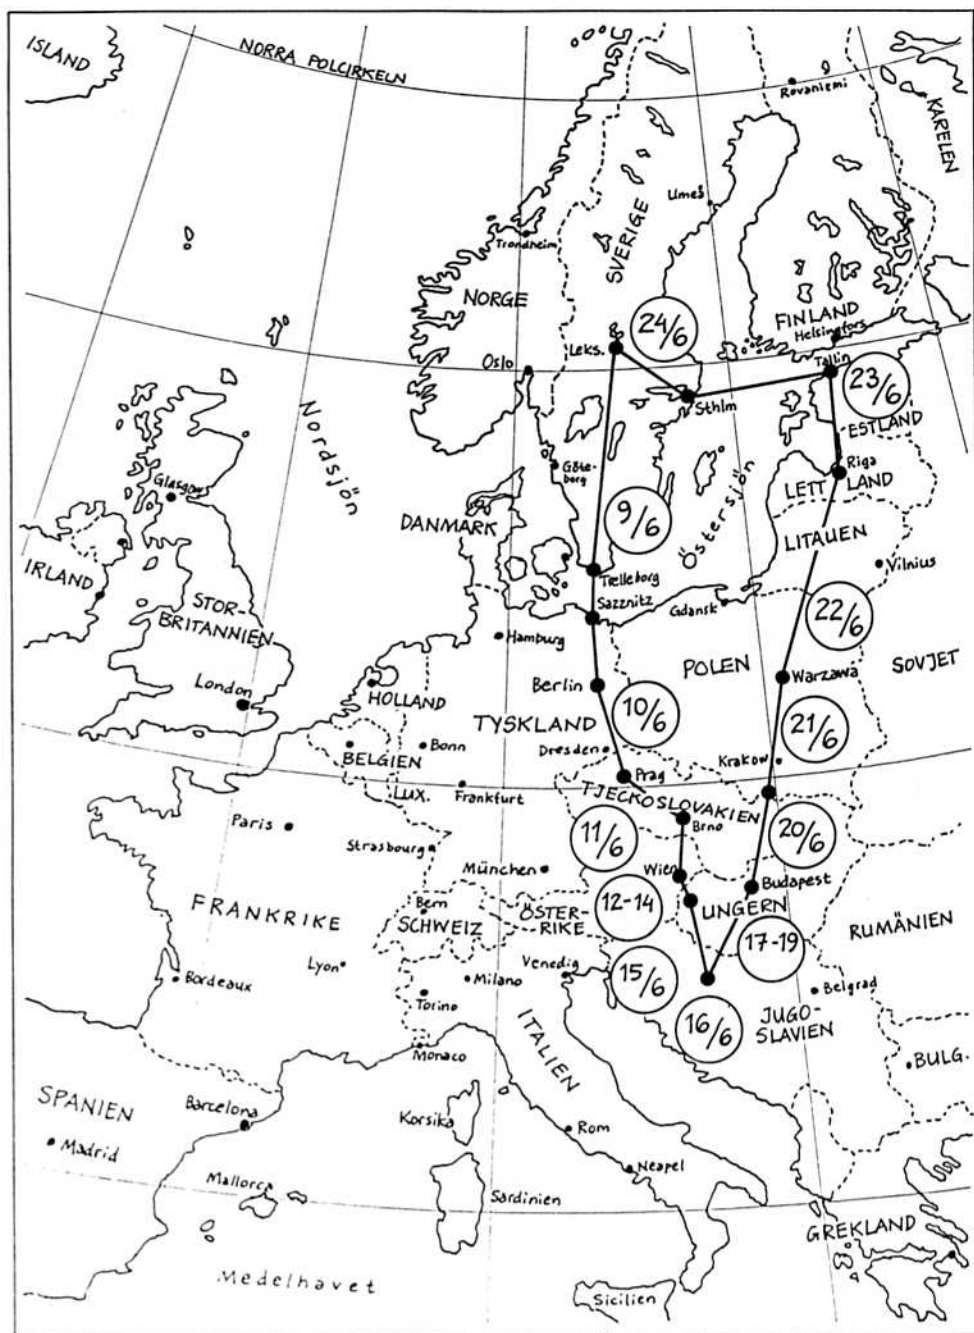 ISLAND
NORRA POLCIRKELN
Rovaniemi
KARELEN
Umeå
SVERIGE
Trondheim
NORGE
24/6
FINLAND
Helsingfors
Leks.
Oslo
Tallin
23/6
Sthlm
Nordsjön
ESTLAND
Göte-
borg
Riga
LETT LAND
Glasgow
DANMARK
9/6
Östersjön
LITAUEN
IRLAND
Vilnius
Trelleborg
STOR-
BRITANNIEN
Sazznitz
Gdansk
22/6
Hamburg
POLEN
SOVJET
London
HOLLAND
Berlin
Warzawa
10/6
TYSKLAND
21/6
BELGIEN
Bonn
Dresden
Krakow
Prag
LUX.
Frankfurt
TJECKOSLOVAKIEN
Paris
Brno
11/6
20/6
Strasbourg
München
Wien
Budapest
Bern
FRANKRIKE
SCHWEIZ
ÖSTER-
RIKE
12-14
UNGERN
RUMÄNIEN
17-19
Lyon
Bordeaux
Milano
Venedig
15/6
Belgrad
Torino
16/6
JUGO-
SLAVIEN
ITALIEN
Monaco
BULG.
SPANIEN
Barcelona
Korsika
Rom
Madrid
Neapel
Mallorca
Sardinien
GREKLAND
Medelhavet
Sicilien